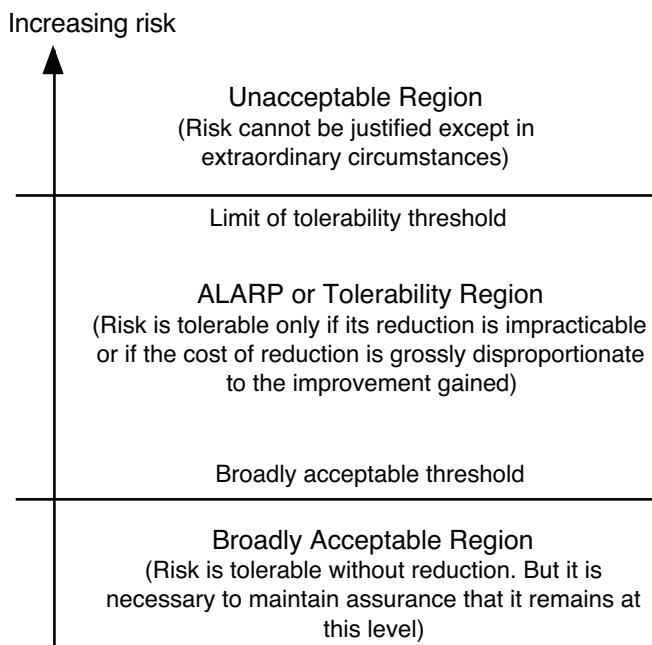 Increasing risk
Unacceptable Region
(Risk cannot be justified except in
extraordinary circumstances)
Limit of tolerability threshold
ALARP or Tolerability Region
(Risk is tolerable only if its reduction is impracticable
or if the cost of reduction is grossly disproportionate
to the improvement gained)
Broadly acceptable threshold
Broadly Acceptable Region
(Risk is tolerable without reduction. But it is
necessary to maintain assurance that it remains at
this level)